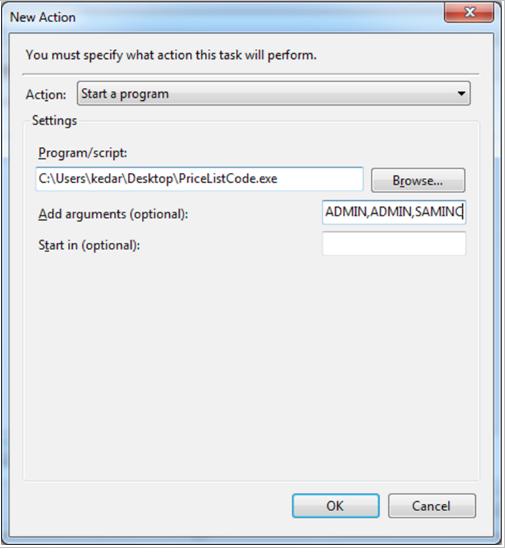 New Action
You must specify what action this task will perform.
Action: Start a program
Settings
Program/script:
C:\Users\kedar\Desktop\PriceListCode.exe Browse...
Add arguments (optional): ADMIN,ADMIN,SAMINC
Start in (optional):
OK Cancel